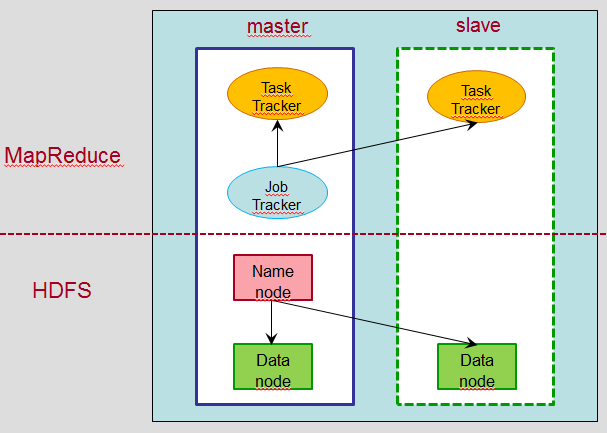 master
slave
Task
Tracker
Task
Tracker
MapReduce
Job
Tracker
HDFS
Name
node
Data
node
Data
node